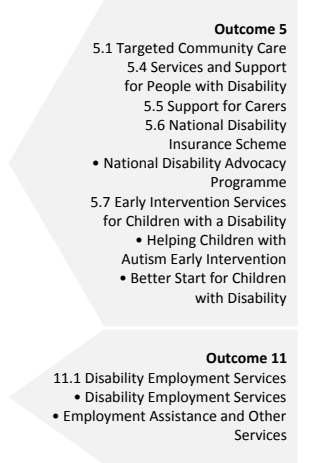 Outcome 5
5.1 Targeted Community Care
5.4 Services and Support
for People with Disability
5.5 Support for Carers
5.6 National Disability
Insurance Scheme
• National Disability Advocacy
Programme
5.7 Early Intervention Services
for Children with a Disability
• Helping Children with
Autism Early Intervention
• Better Start for Children
with Disability
Outcome 11
11.1 Disability Employment Services
• Disability Employment Services
• Employment Assistance and Other
Services